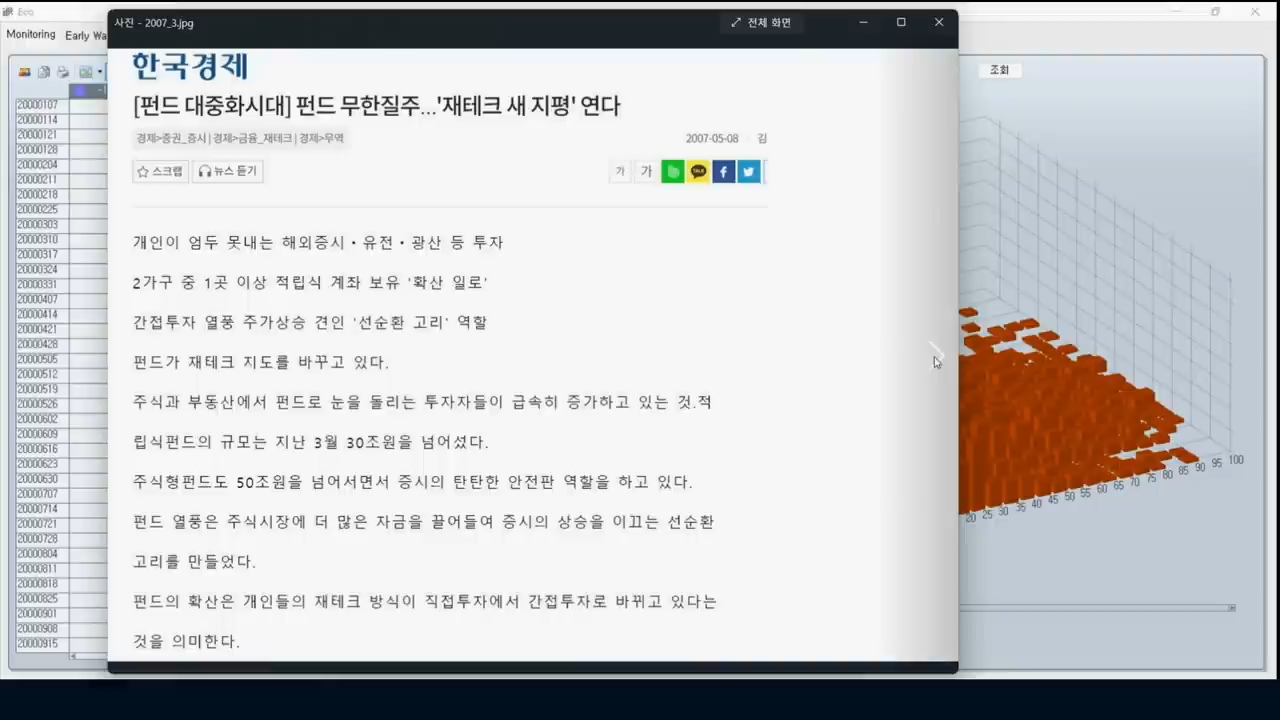 Eco
Monitoring Early Wa
사진 - 2007_3.jpg
전체 화면
조회
한국경제
[펀드 대중화시대] 펀드 무한질주...'재테크 새 지평' 연다
경제>증권_증시 | 경제>금융_재테크 | 경제>무역
2007-05-08 · 김
스크랩
뉴스 듣기
가 가 TALK
개인이 엄두 못내는 해외증시·유전·광산 등 투자
2가구 중 1곳 이상 적립식 계좌 보유 '확산 일로'
간접투자 열풍 주가상승 견인 '선순환 고리' 역할
펀드가 재테크 지도를 바꾸고 있다.
주식과 부동산에서 펀드로 눈을 돌리는 투자자들이 급속히 증가하고 있는 것.적
립식펀드의 규모는 지난 3월 30조원을 넘어섰다.
주식형펀드도 50조원을 넘어서면서 증시의 탄탄한 안전판 역할을 하고 있다.
펀드 열풍은 주식시장에 더 많은 자금을 끌어들여 증시의 상승을 이끄는 선순환
고리를 만들었다.
펀드의 확산은 개인들의 재테크 방식이 직접투자에서 간접투자로 바뀌고 있다는
것을 의미한다.
20000107
20000114
20000121
20000128
20000204
20000211
20000218
20000225
20000303
20000310
20000317
20000324
20000331
20000407
20000414
20000421
20000428
20000505
20000512
20000519
20000526
20000602
20000609
20000616
20000623
20000630
20000707
20000714
20000721
20000728
20000804
20000811
20000818
20000825
20000901
20000908
20000915
20 25 30 35 40 45 50 55 60 65 70 75 80 85 90 95 100